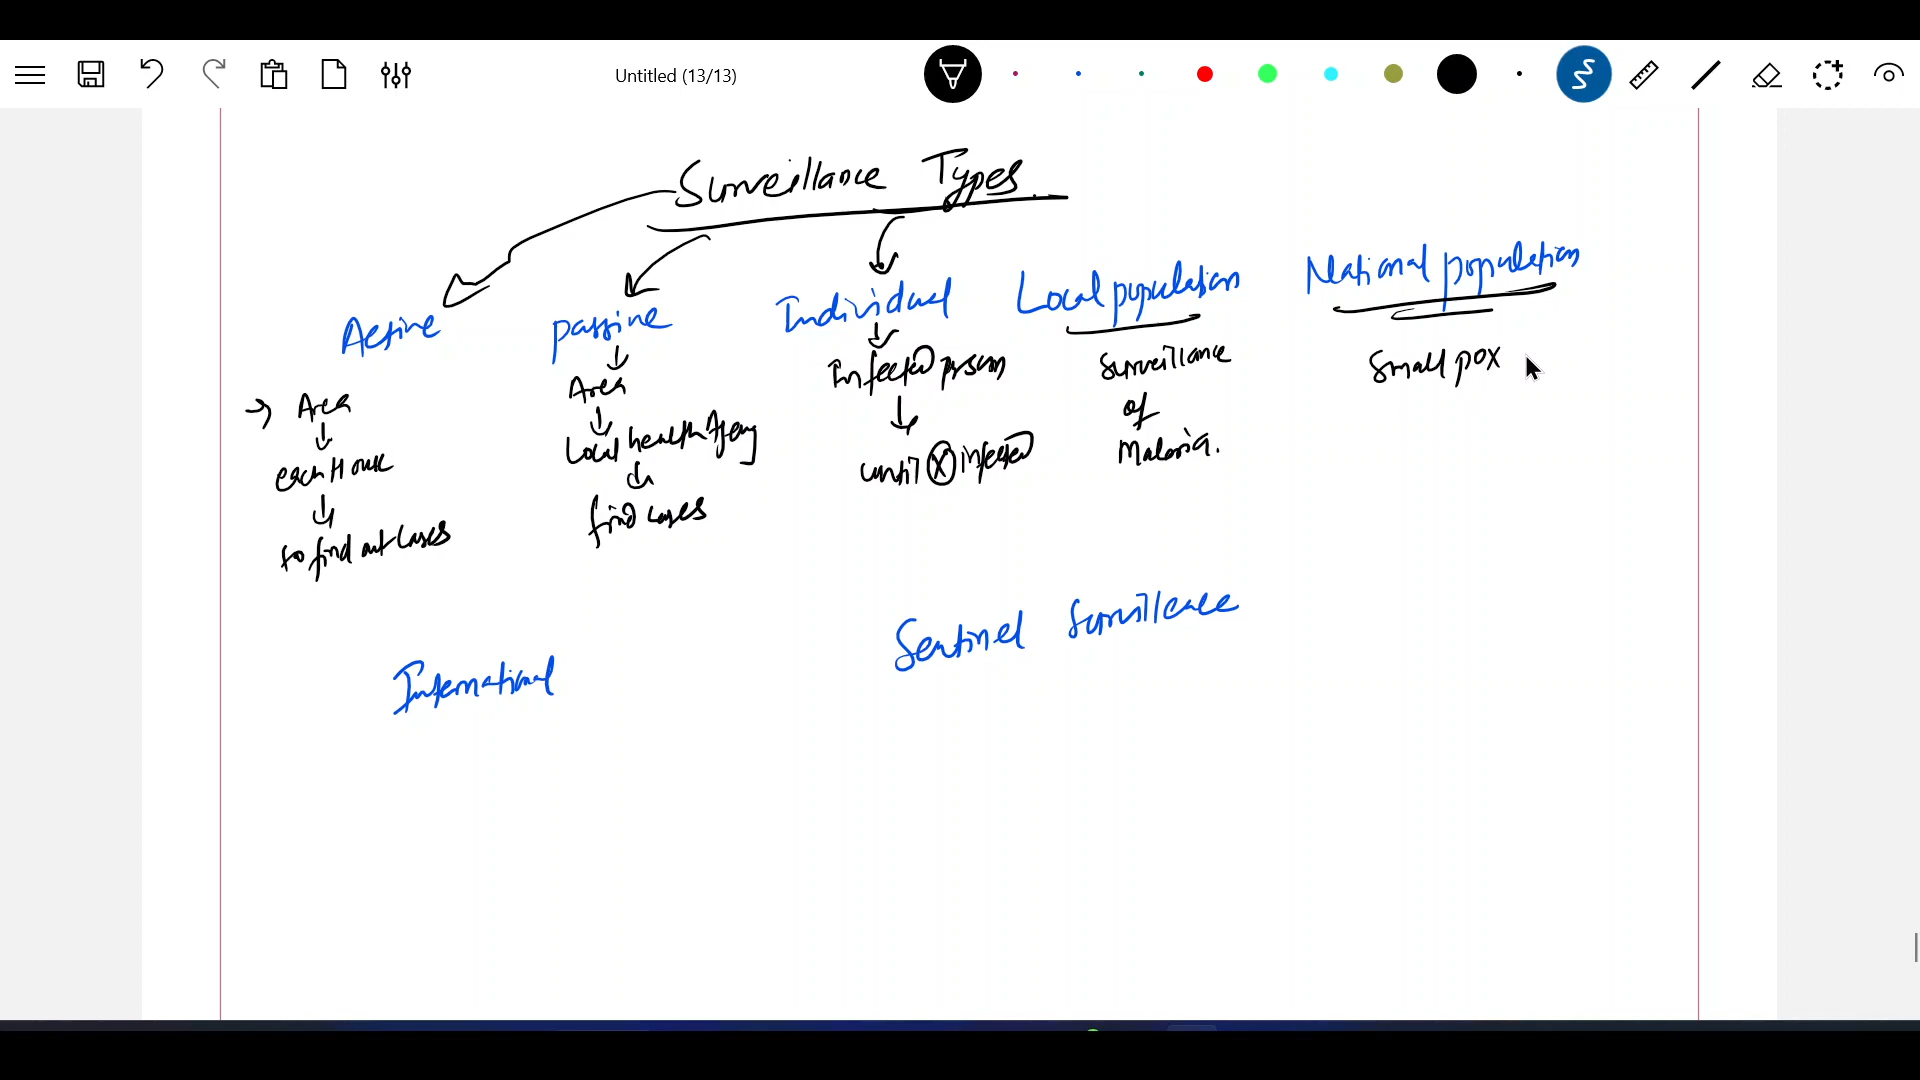 Untitled (13/13)
Surveillance Types
Active
passive
Individual
Local population
National population
Area
each House
to find out cases
Area
Local health Agency
find cases
Infected person
until X infected
Surveillance
of
Malaria.
Small pox
International
Sentinel Survillence